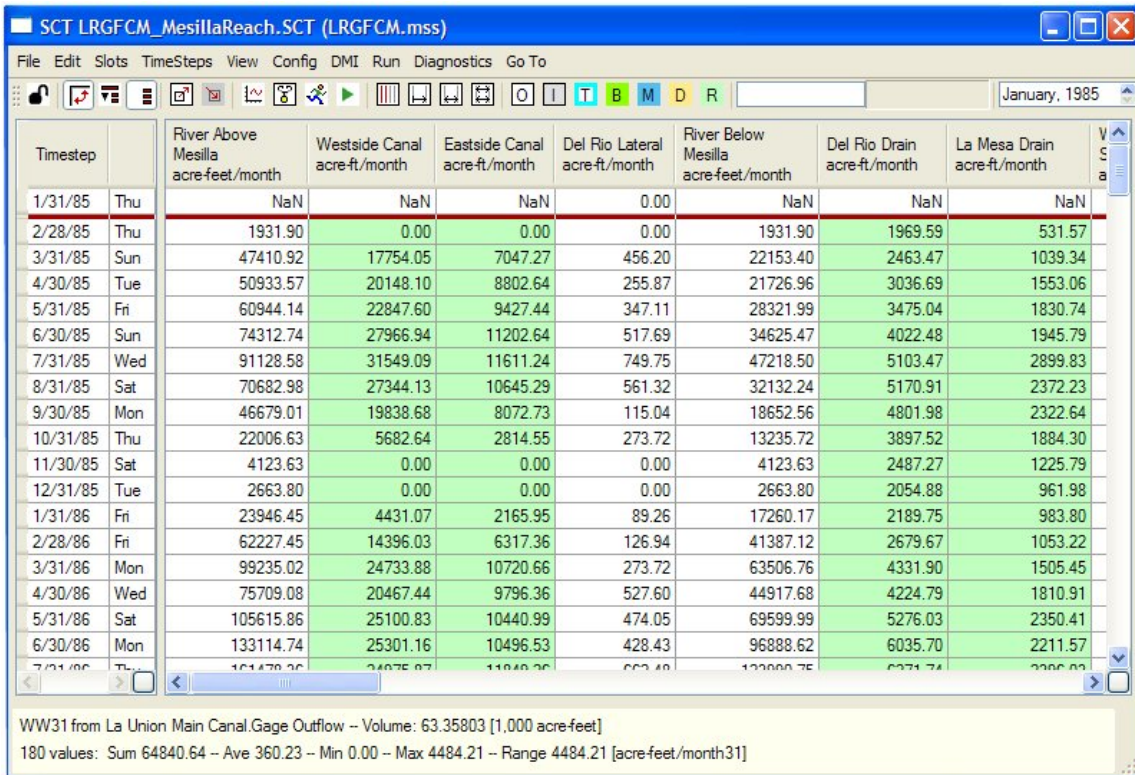 SCT LRGFCM_MesillaReach.SCT (LRGFCM.mss)
File Edit Slots TimeSteps View Config DMI Run Diagnostics Go To
O I T B M D R January, 1985
Timestep River Above Mesilla acre-feet/month Westside Canal acre-ft/month Eastside Canal acre-ft/month Del Rio Lateral acre-ft/month River Below Mesilla acre-feet/month Del Rio Drain acre-ft/month La Mesa Drain acre-ft/month
1/31/85 Thu NaN NaN NaN 0.00 NaN NaN NaN
2/28/85 Thu 1931.90 0.00 0.00 0.00 1931.90 1969.59 531.57
3/31/85 Sun 47410.92 17754.05 7047.27 456.20 22153.40 2463.47 1039.34
4/30/85 Tue 50933.57 20148.10 8802.64 255.87 21726.96 3036.69 1553.06
5/31/85 Fri 60944.14 22847.60 9427.44 347.11 28321.99 3475.04 1830.74
6/30/85 Sun 74312.74 27966.94 11202.64 517.69 34625.47 4022.48 1945.79
7/31/85 Wed 91128.58 31549.09 11611.24 749.75 47218.50 5103.47 2899.83
8/31/85 Sat 70682.98 27344.13 10645.29 561.32 32132.24 5170.91 2372.23
9/30/85 Mon 46679.01 19838.68 8072.73 115.04 18652.56 4801.98 2322.64
10/31/85 Thu 22006.63 5682.64 2814.55 273.72 13235.72 3897.52 1884.30
11/30/85 Sat 4123.63 0.00 0.00 0.00 4123.63 2487.27 1225.79
12/31/85 Tue 2663.80 0.00 0.00 0.00 2663.80 2054.88 961.98
1/31/86 Fri 23946.45 4431.07 2165.95 89.26 17260.17 2189.75 983.80
2/28/86 Fri 62227.45 14396.03 6317.36 126.94 41387.12 2679.67 1053.22
3/31/86 Mon 99235.02 24733.88 10720.66 273.72 63506.76 4331.90 1505.45
4/30/86 Wed 75709.08 20467.44 9796.36 527.60 44917.68 4224.79 1810.91
5/31/86 Sat 105615.86 25100.83 10440.99 474.05 69599.99 5276.03 2350.41
6/30/86 Mon 133114.74 25301.16 10496.53 428.43 96888.62 6035.70 2211.57
WW31 from La Union Main Canal.Gage Outflow -- Volume: 63.35803 [1,000 acre-feet]
180 values: Sum 64840.64 -- Ave 360.23 -- Min 0.00 -- Max 4484.21 -- Range 4484.21 [acre-feet/month31]